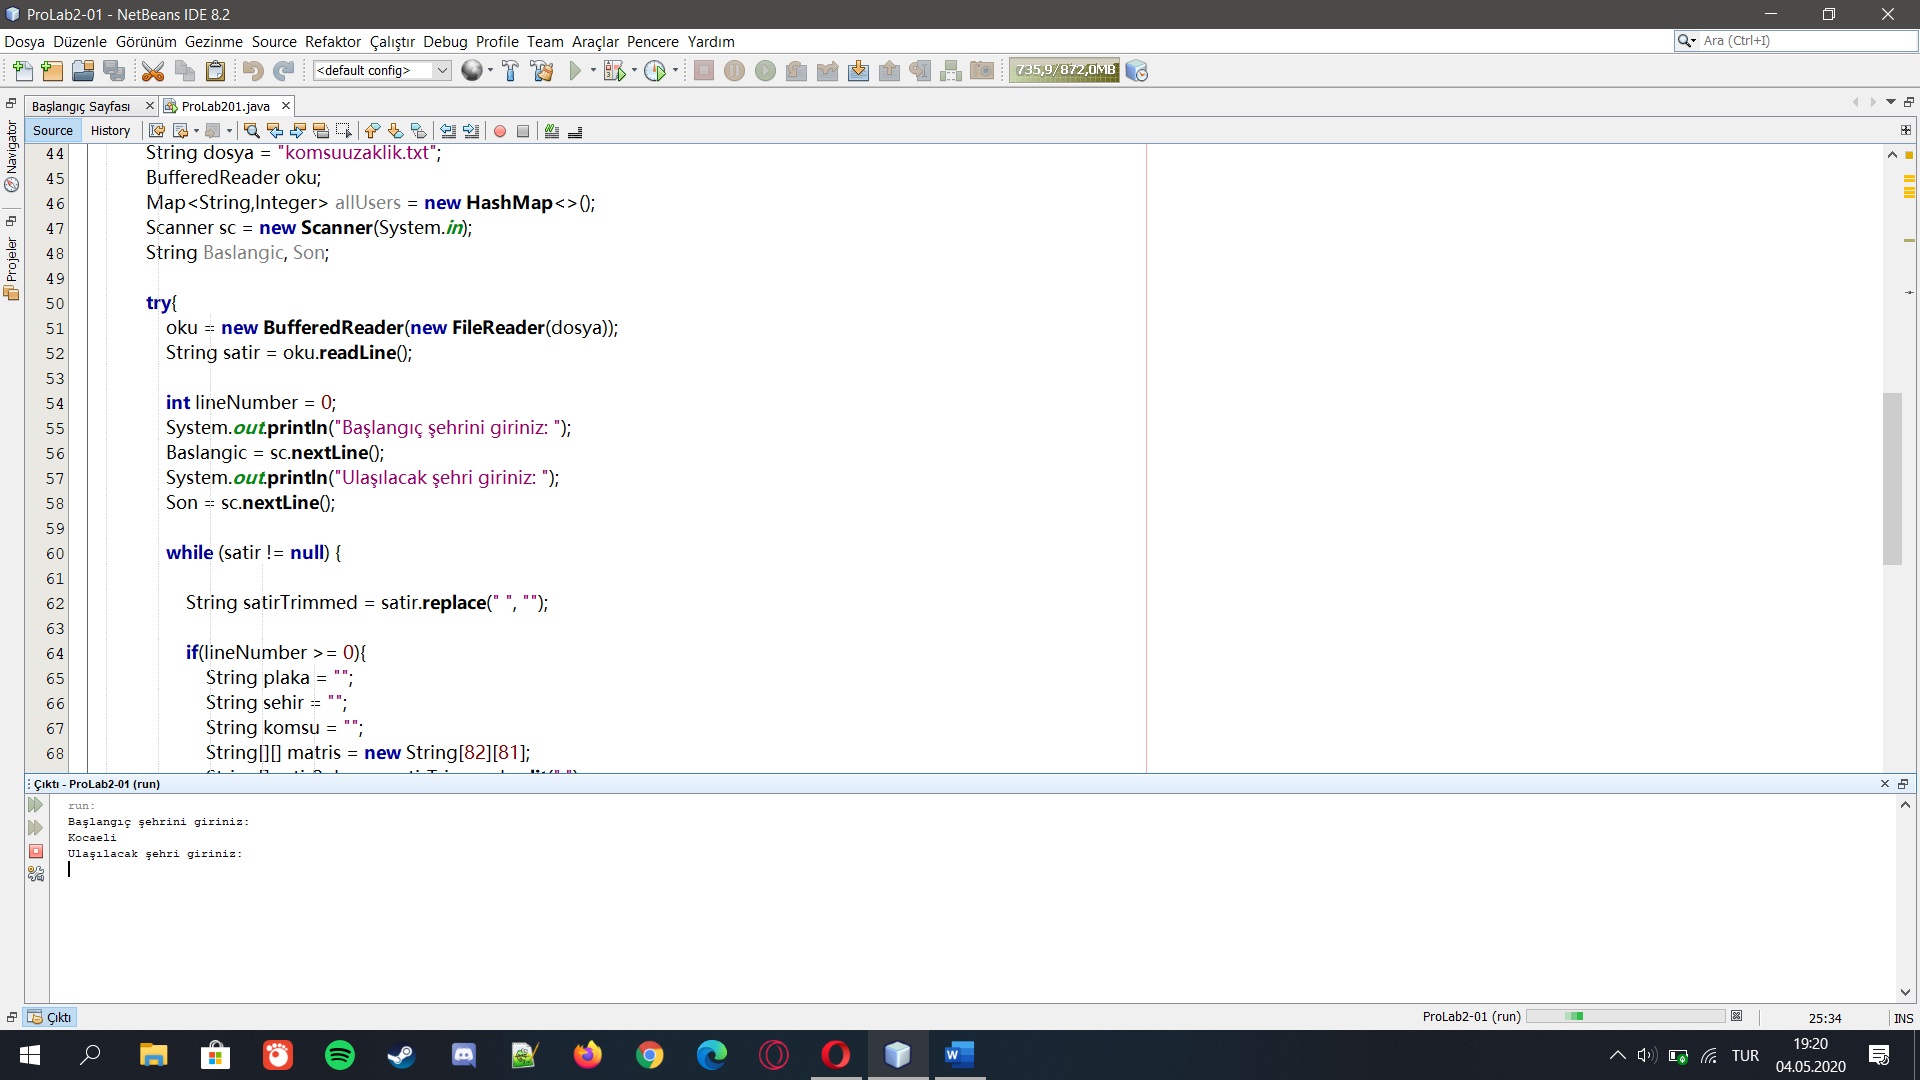 ProLab2-01 - NetBeans IDE 8.2
Dosya Düzenle Görünüm Gezinme Source Refaktor Çalıştır Debug Profile Team Araçlar Pencere Yardım
Ara (Ctrl+I)
<default config>
735,9/872,0MB
Başlangıç Sayfası
ProLab201.java
Source History
Navigator
Projeler
44 String dosya = "komsuuzaklik.txt";
45 BufferedReader oku;
46 Map<String,Integer> allUsers = new HashMap<>();
47 Scanner sc = new Scanner(System.in);
48 String Baslangic, Son;
49
50 try{
51 oku = new BufferedReader(new FileReader(dosya));
52 String satir = oku.readLine();
53
54 int lineNumber = 0;
55 System.out.println("Başlangıç şehrini giriniz: ");
56 Baslangic = sc.nextLine();
57 System.out.println("Ulaşılacak şehri giriniz: ");
58 Son = sc.nextLine();
59
60 while (satir != null) {
61
62 String satirTrimmed = satir.replace(" ", "");
63
64 if(lineNumber >= 0){
65 String plaka = "";
66 String sehir = "";
67 String komsu = "";
68 String[][] matris = new String[82][81];
Çıktı - ProLab2-01 (run)
run:
Başlangıç şehrini giriniz:
Kocaeli
Ulaşılacak şehri giriniz:
Çıktı
ProLab2-01 (run)
25:34
INS
TUR
19:20
04.05.2020